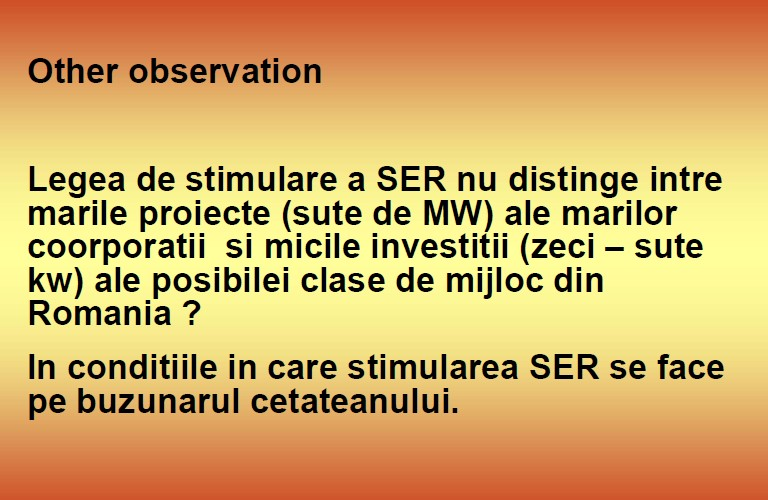 Other observation
Legea de stimulare a SER nu distinge intre
marile proiecte (sute de MW) ale marilor
coorporatii  si micile investitii (zeci – sute
kw) ale posibilei clase de mijloc din
Romania ?
In conditiile in care stimularea SER se face
pe buzunarul cetateanului.